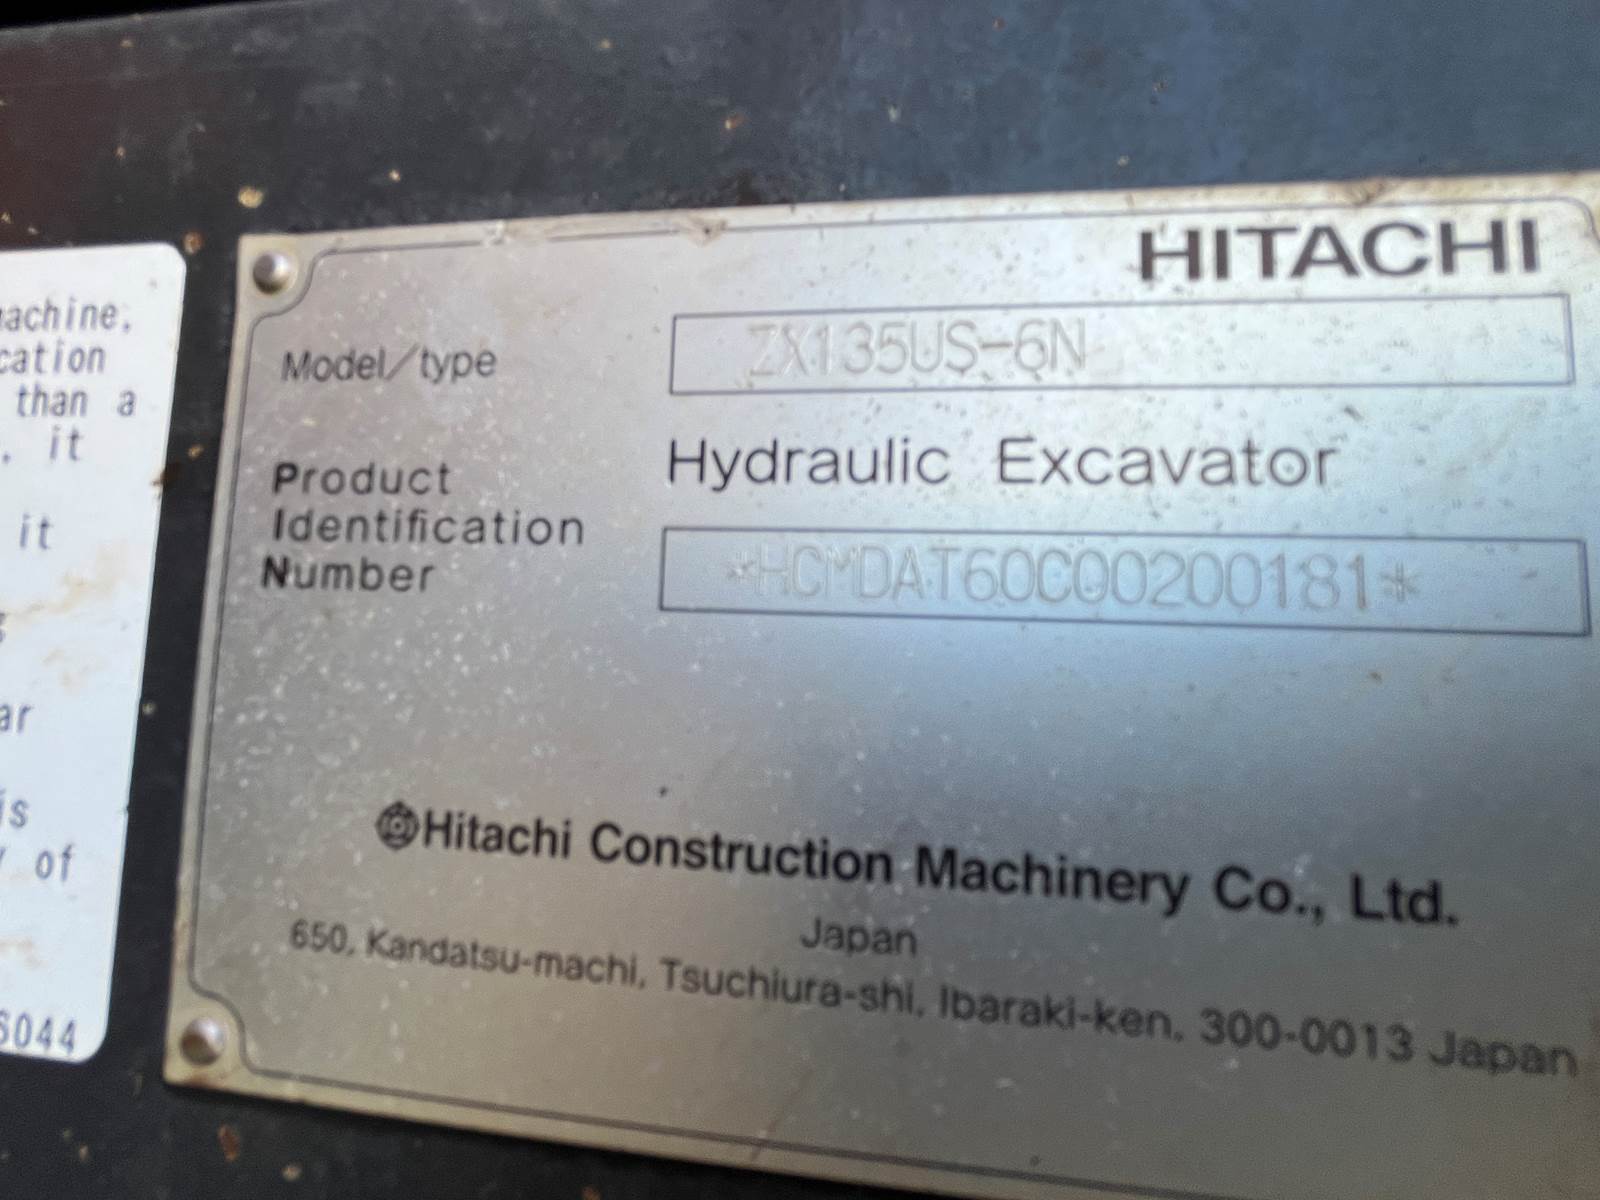 achine,
cation
than a
. it
it
ar
is
of
6044
HITACHI
Model/type
ZX135US-6N
Hydraulic Excavator
Product
Identification
Number
*HCMDAT60C00200181*
Hitachi Construction Machinery Co., Ltd.
Japan
650, Kandatsu-machi, Tsuchiura-shi, Ibaraki-ken, 300-0013 Japan